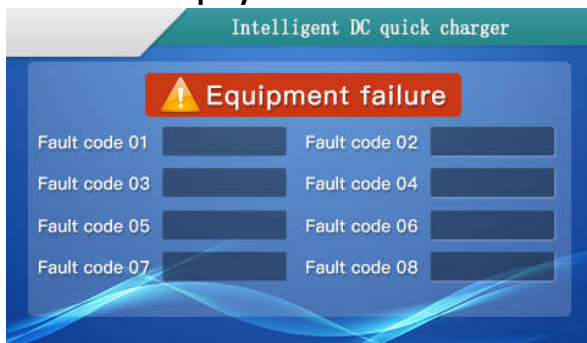 Intelligent DC quick charger
Equipment failure
Fault code 01 Fault code 02
Fault code 03 Fault code 04
Fault code 05 Fault code 06
Fault code 07 Fault code 08